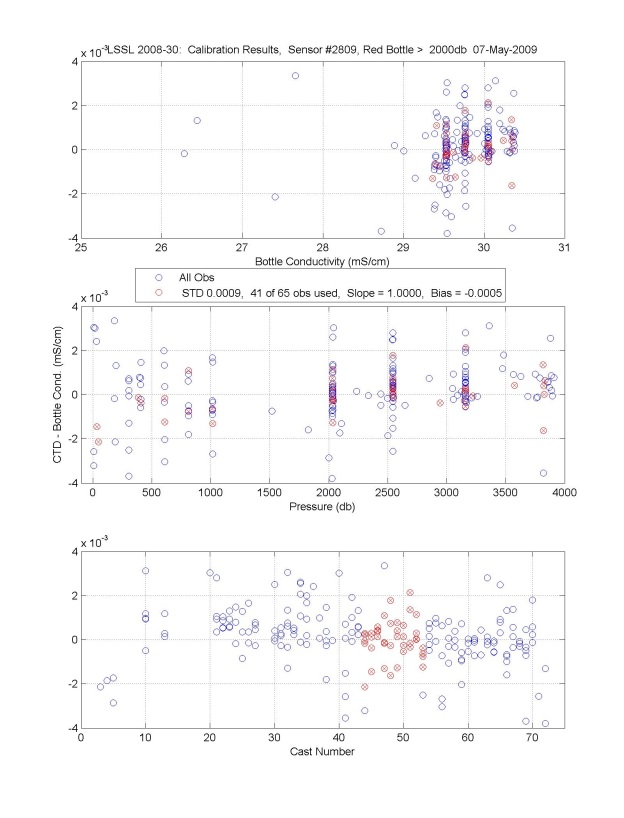 x 10⁻³ LSSL 2008-30: Calibration Results, Sensor #2809, Red Bottle > 2000db 07-May-2009
4
2
0
-2
-4
25 26 27 28 29 30 31
Bottle Conductivity (mS/cm)
All Obs
STD 0.0009, 41 of 65 obs used, Slope = 1.0000, Bias = -0.0005
x 10⁻³
4
2
0
-2
-4
CTD - Bottle Cond. (mS/cm)
0 500 1000 1500 2000 2500 3000 3500 4000
Pressure (db)
x 10⁻³
4
2
0
-2
-4
0 10 20 30 40 50 60 70
Cast Number